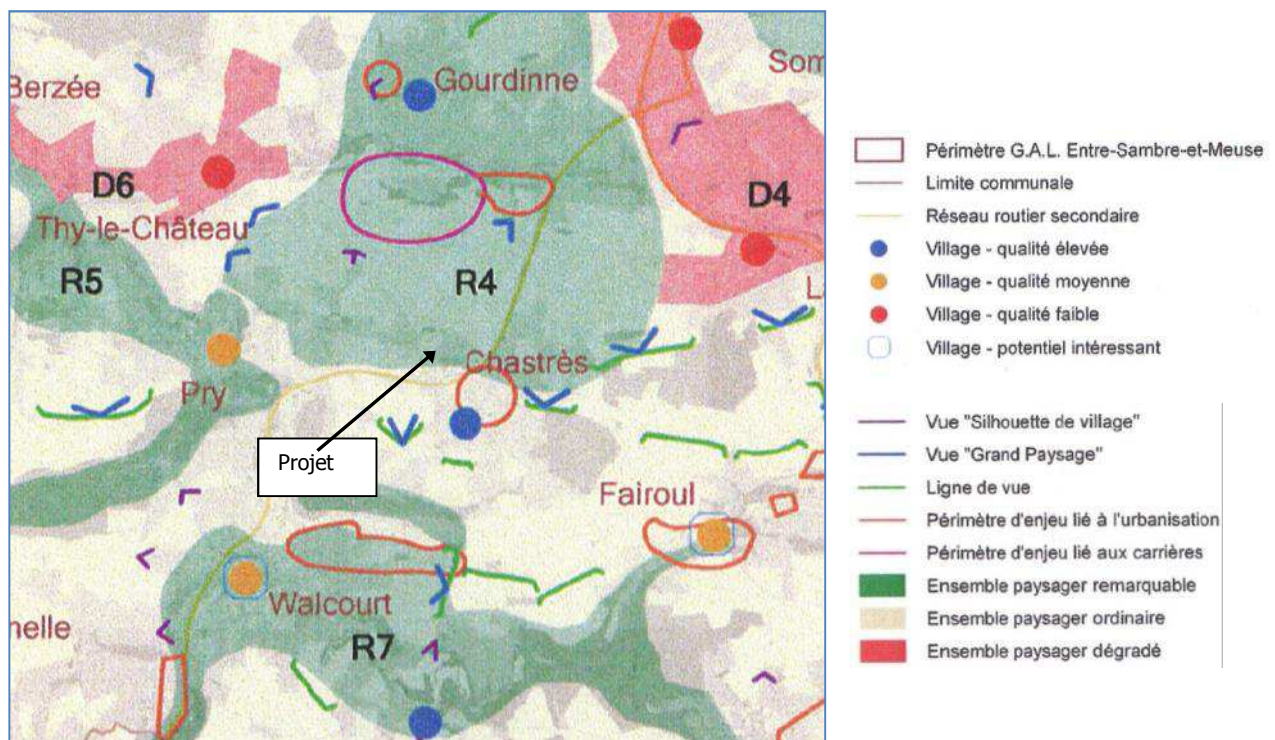 Berzée
Gourdinne
Som
D6
D4
Thy-le-Château
R5
R4
L
Chastrès
Pry
Projet
Fairoul
Walcourt
nelle
R7
Périmètre G.A.L. Entre-Sambre-et-Meuse
Limite communale
Réseau routier secondaire
Village - qualité élevée
Village - qualité moyenne
Village - qualité faible
Village - potentiel intéressant
Vue "Silhouette de village"
Vue "Grand Paysage"
Ligne de vue
Périmètre d'enjeu lié à l'urbanisation
Périmètre d'enjeu lié aux carrières
Ensemble paysager remarquable
Ensemble paysager ordinaire
Ensemble paysager dégradé